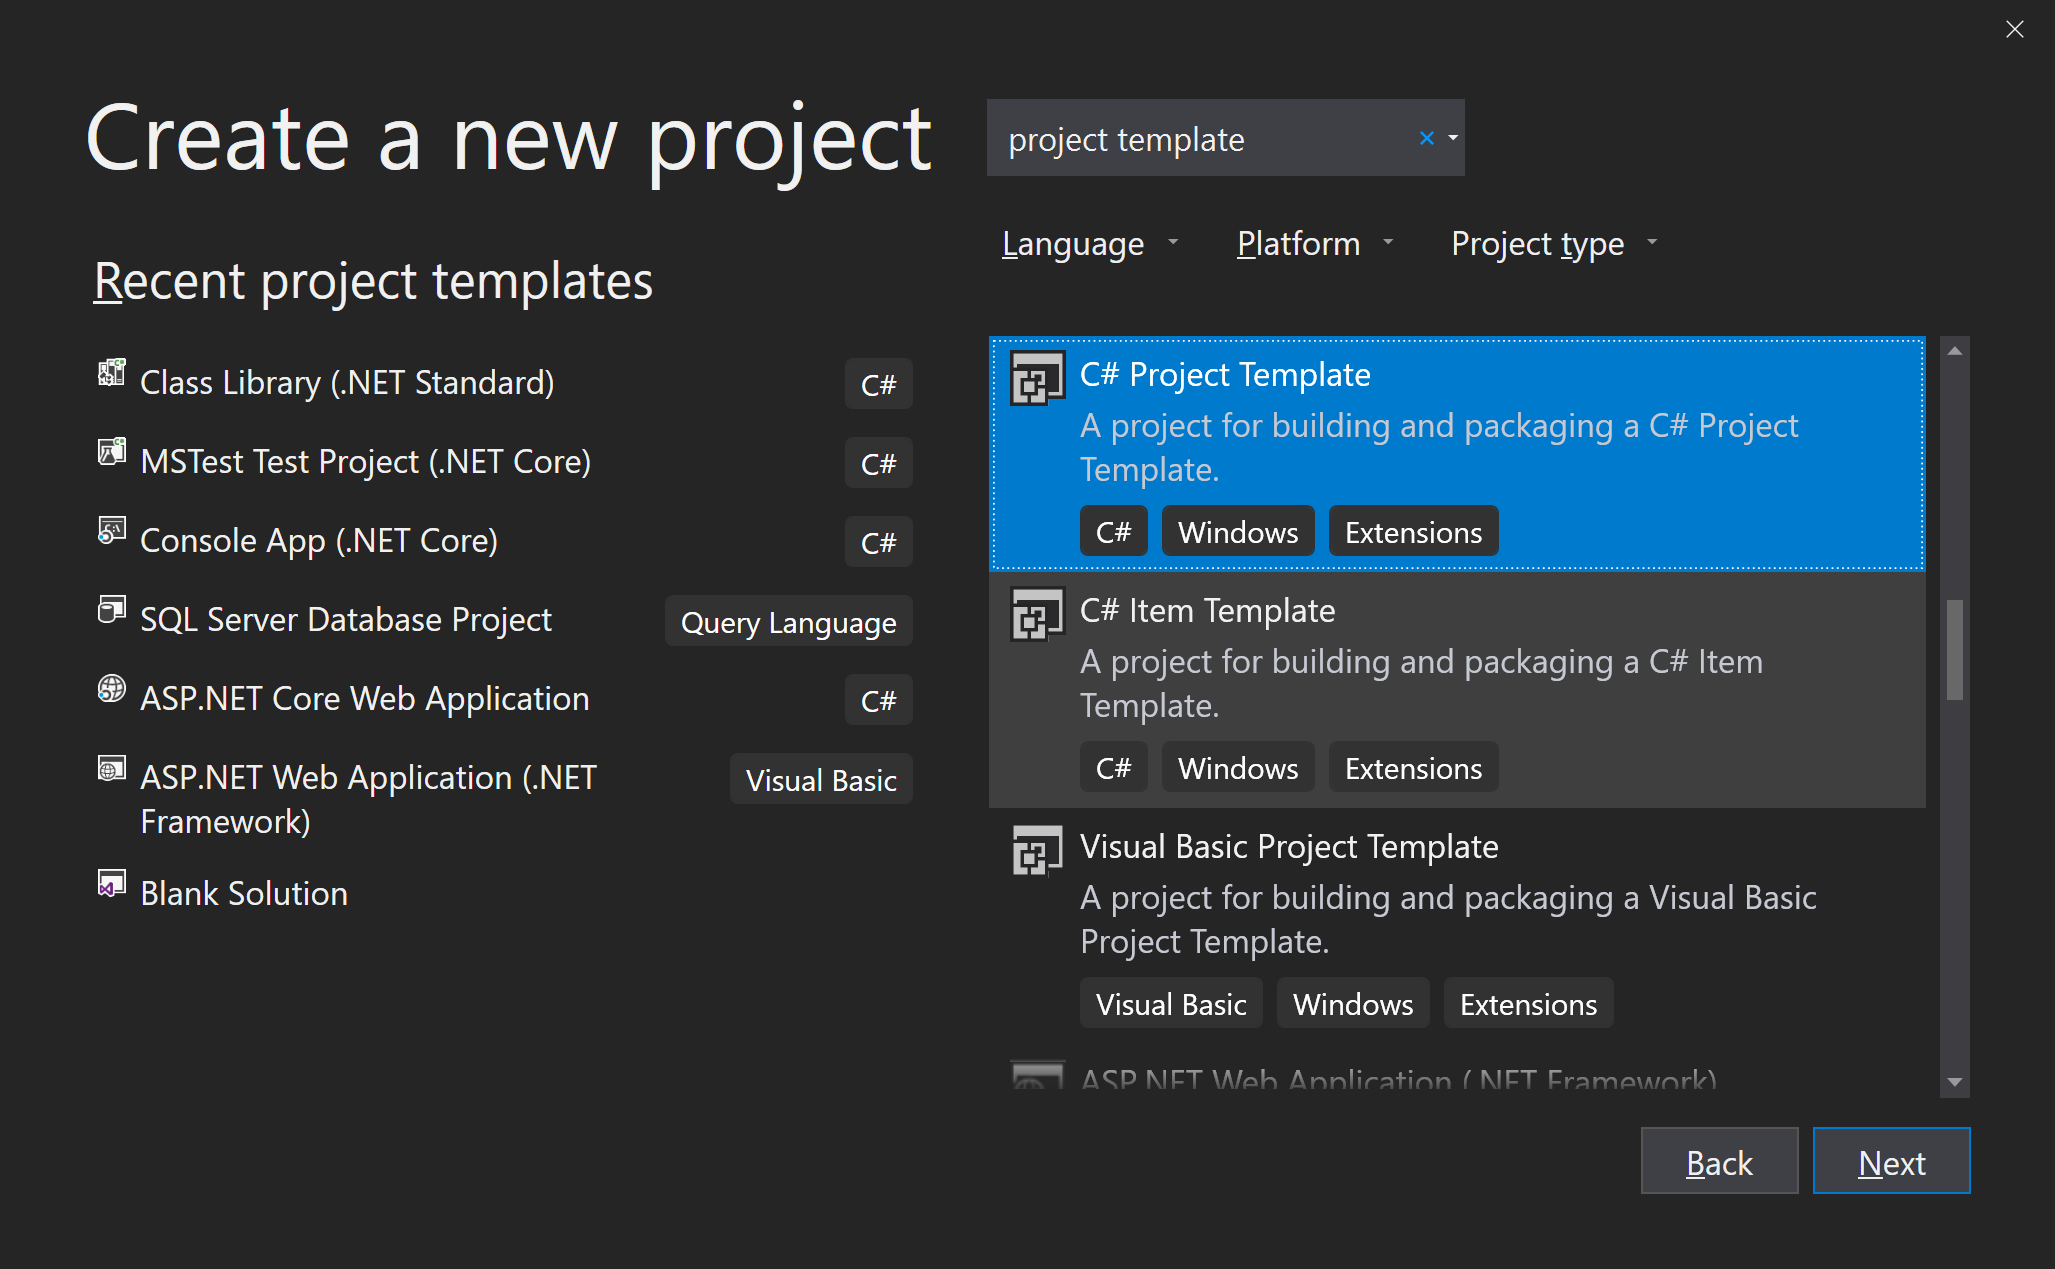 Create a new project
project template
Language
Platform
Project type
Recent project templates
Class Library (.NET Standard)
C#
MSTest Test Project (.NET Core)
C#
Console App (.NET Core)
C#
SQL Server Database Project
Query Language
ASP.NET Core Web Application
C#
ASP.NET Web Application (.NET
Framework)
Visual Basic
Blank Solution
C# Project Template
A project for building and packaging a C# Project
Template.
C# Windows Extensions
C# Item Template
A project for building and packaging a C# Item
Template.
C# Windows Extensions
Visual Basic Project Template
A project for building and packaging a Visual Basic
Project Template.
Visual Basic Windows Extensions
ASP.NET Web Application (.NET Framework)
Back
Next